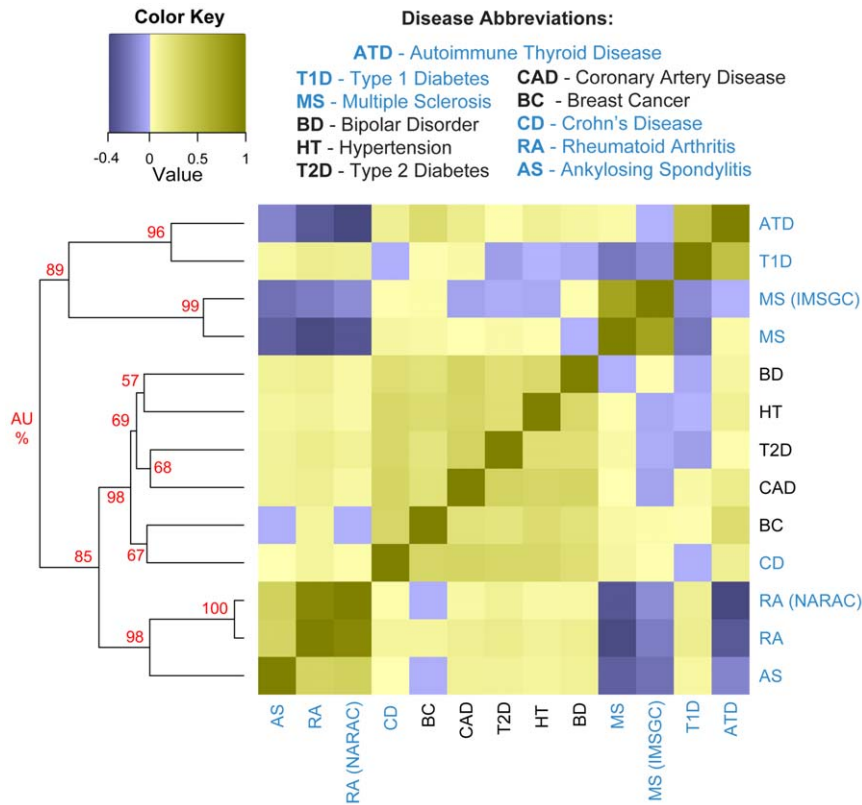 Color Key
-0.4 0 0.5 1
Value
Disease Abbreviations:
ATD - Autoimmune Thyroid Disease
T1D - Type 1 Diabetes
MS - Multiple Sclerosis
BD - Bipolar Disorder
HT - Hypertension
T2D - Type 2 Diabetes
CAD - Coronary Artery Disease
BC - Breast Cancer
CD - Crohn's Disease
RA - Rheumatoid Arthritis
AS - Ankylosing Spondylitis
96
89
99
57
AU
%
69
68
98
67
85
100
98
ATD
T1D
MS (IMSGC)
MS
BD
HT
T2D
CAD
BC
CD
RA (NARAC)
RA
AS
AS
RA
RA (NARAC)
CD
BC
CAD
T2D
HT
BD
MS
MS (IMSGC)
T1D
ATD